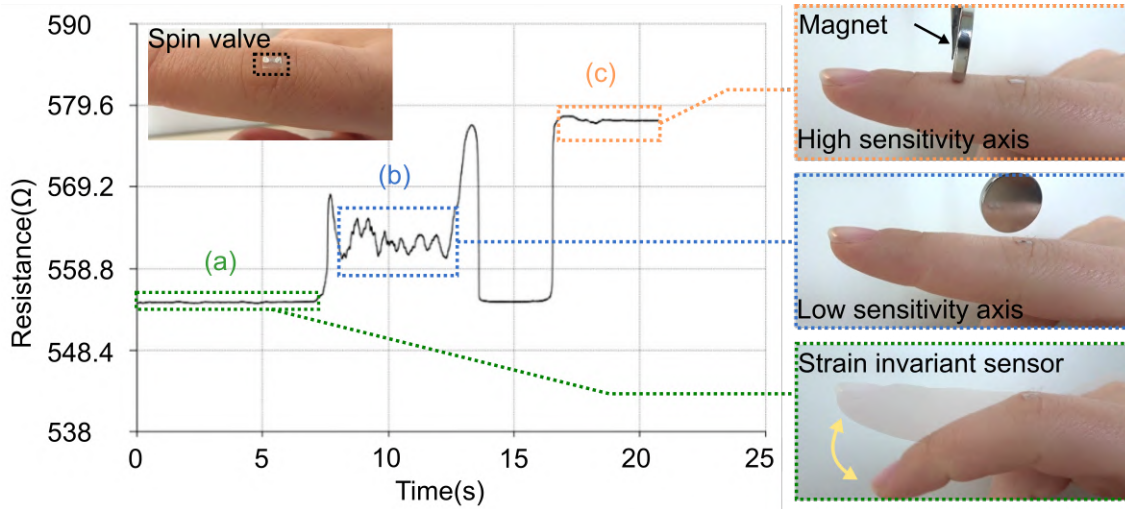 590
579.6
569.2
558.8
548.4
538
Resistance(Ω)
0
5
10
15
20
25
Time(s)
Spin valve
(a)
(b)
(c)
Magnet
High sensitivity axis
Low sensitivity axis
Strain invariant sensor